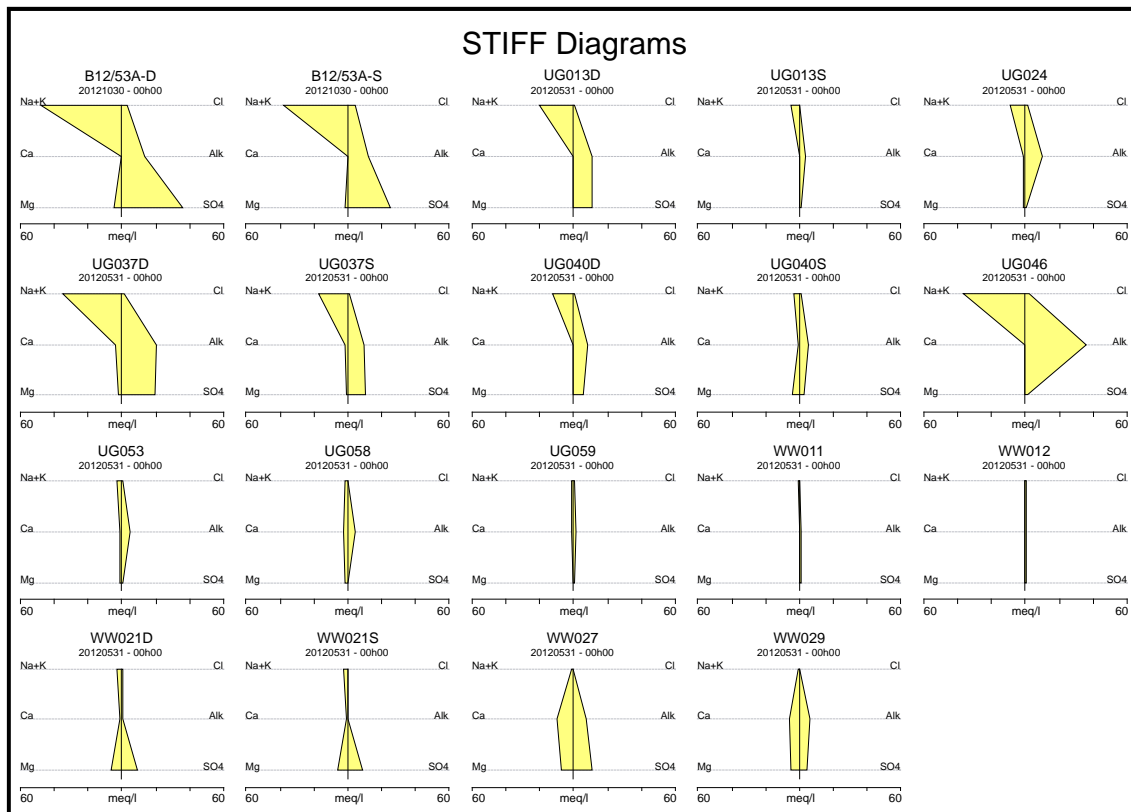 STIFF Diagrams
B12/53A-D
20121030 - 00h00
Na+K Cl
Ca Alk
Mg SO4
60 meq/l 60
B12/53A-S
20121030 - 00h00
Na+K Cl
Ca Alk
Mg SO4
60 meq/l 60
UG013D
20120531 - 00h00
Na+K Cl
Ca Alk
Mg SO4
60 meq/l 60
UG013S
20120531 - 00h00
Na+K Cl
Ca Alk
Mg SO4
60 meq/l 60
UG024
20120531 - 00h00
Na+K Cl
Ca Alk
Mg SO4
60 meq/l 60
UG037D
20120531 - 00h00
Na+K Cl
Ca Alk
Mg SO4
60 meq/l 60
UG037S
20120531 - 00h00
Na+K Cl
Ca Alk
Mg SO4
60 meq/l 60
UG040D
20120531 - 00h00
Na+K Cl
Ca Alk
Mg SO4
60 meq/l 60
UG040S
20120531 - 00h00
Na+K Cl
Ca Alk
Mg SO4
60 meq/l 60
UG046
20120531 - 00h00
Na+K Cl
Ca Alk
Mg SO4
60 meq/l 60
UG053
20120531 - 00h00
Na+K Cl
Ca Alk
Mg SO4
60 meq/l 60
UG058
20120531 - 00h00
Na+K Cl
Ca Alk
Mg SO4
60 meq/l 60
UG059
20120531 - 00h00
Na+K Cl
Ca Alk
Mg SO4
60 meq/l 60
WW011
20120531 - 00h00
Na+K Cl
Ca Alk
Mg SO4
60 meq/l 60
WW012
20120531 - 00h00
Na+K Cl
Ca Alk
Mg SO4
60 meq/l 60
WW021D
20120531 - 00h00
Na+K Cl
Ca Alk
Mg SO4
60 meq/l 60
WW021S
20120531 - 00h00
Na+K Cl
Ca Alk
Mg SO4
60 meq/l 60
WW027
20120531 - 00h00
Na+K Cl
Ca Alk
Mg SO4
60 meq/l 60
WW029
20120531 - 00h00
Na+K Cl
Ca Alk
Mg SO4
60 meq/l 60